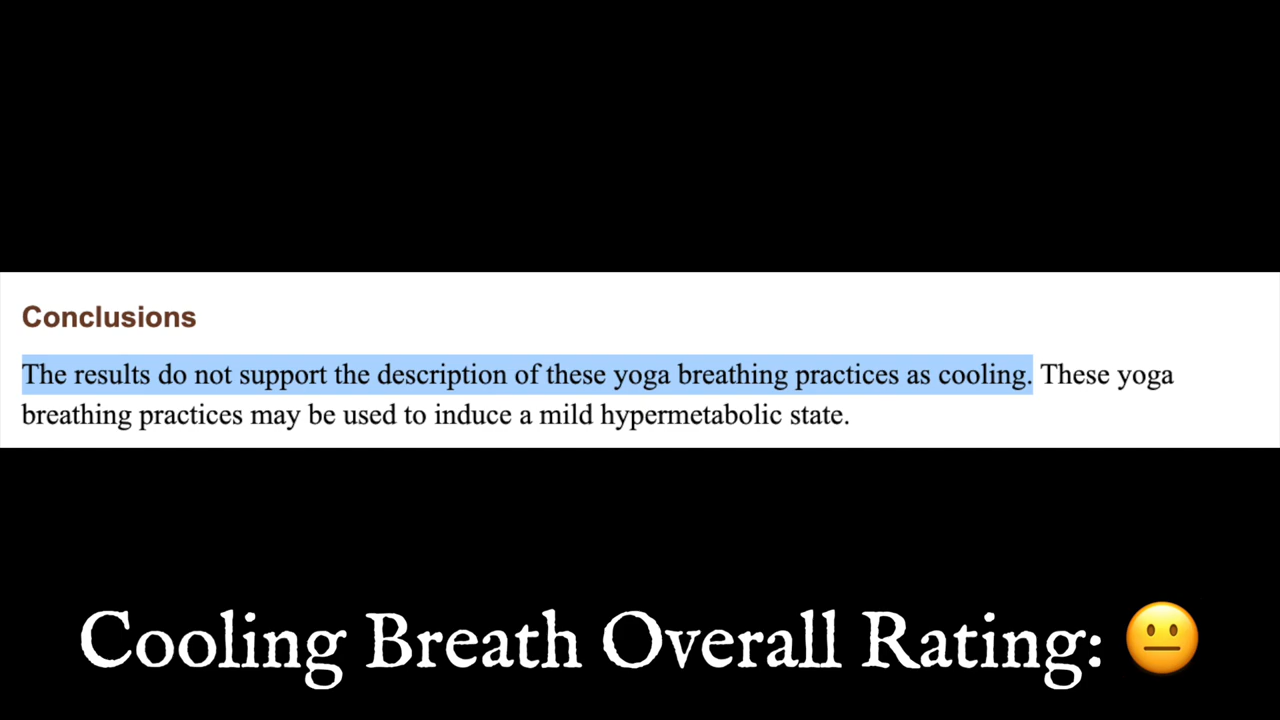 Conclusions
The results do not support the description of these yoga breathing practices as cooling. These yoga
breathing practices may be used to induce a mild hypermetabolic state.
Cooling Breath Overall Rating: 😐